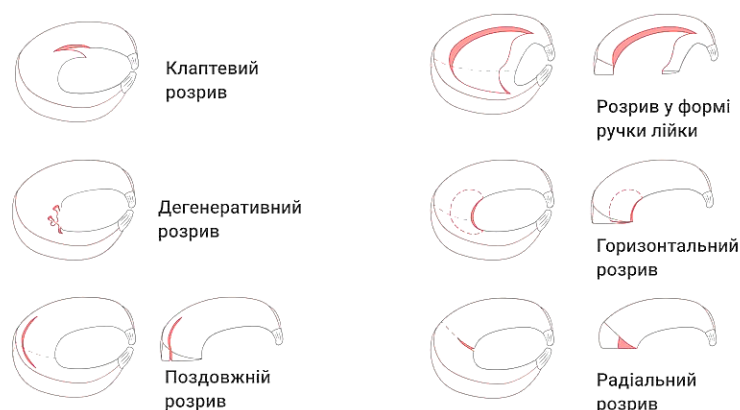 Клаптевий
розрив
Розрив у формі
ручки лійки
Дегенеративний
розрив
Горизонтальний
розрив
Поздовжній
розрив
Радіальний
розрив